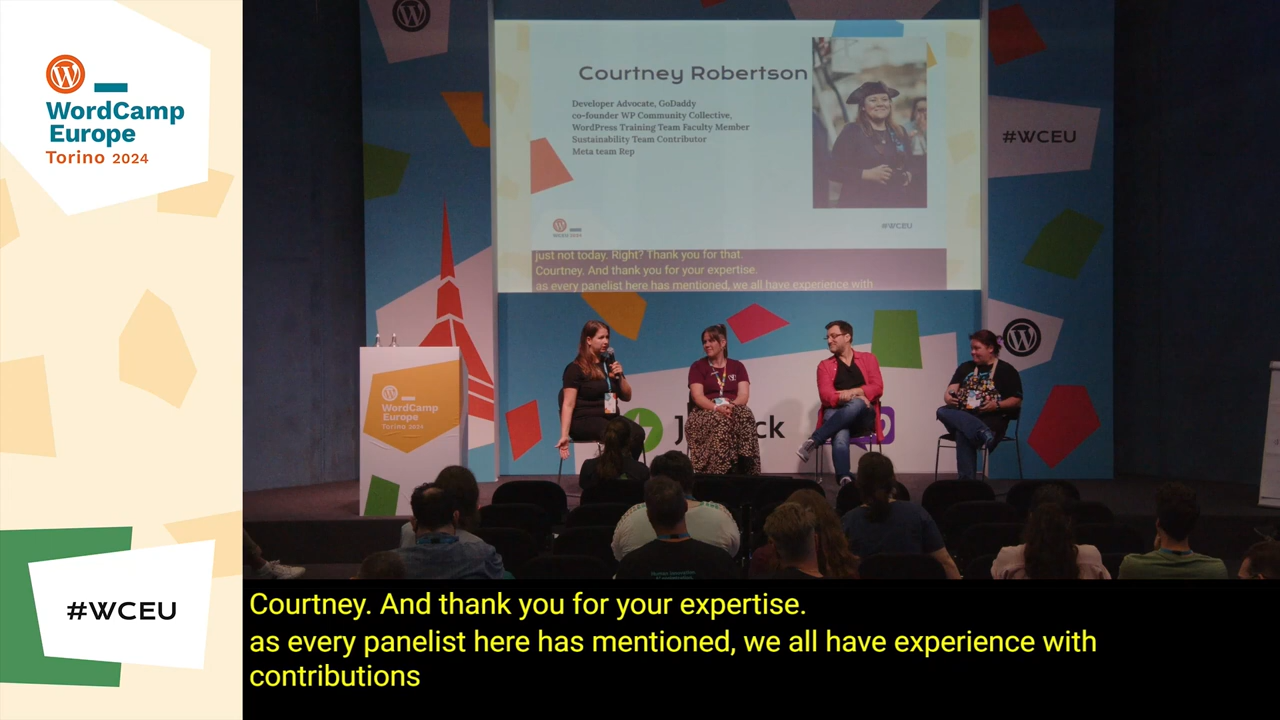 WordCamp
Europe
Torino 2024
#WCEU
Courtney Robertson
Developer Advocate, GoDaddy
co-founder WP Community Collective,
WordPress Training Team Faculty Member
Sustainability Team Contributor
Meta team Rep
#WCEU
just not today. Right? Thank you for that.
Courtney. And thank you for your expertise.
as every panelist here has mentioned, we all have experience with
#WCEU
WordCamp
Europe
Torino 2024
Courtney. And thank you for your expertise.
as every panelist here has mentioned, we all have experience with
contributions